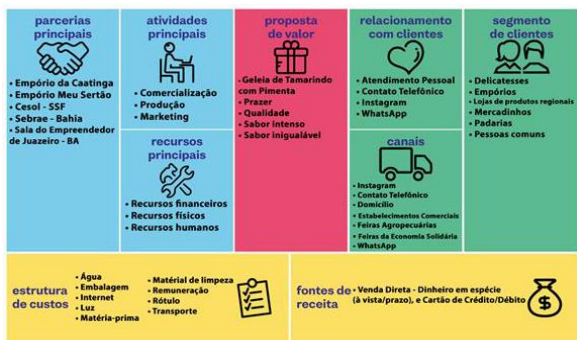 parcerias
principais
• Empório da Caatinga
• Empório Meu Sertão
• Cesol - SSF
• Sebrae - Bahia
• Sala do Empreendedor
de Juazeiro - BA
atividades
principais
• Comercialização
• Produção
• Marketing
recursos
principais
• Recursos financeiros
• Recursos físicos
• Recursos humanos
proposta
de valor
• Geleia de Tamarindo
com Pimenta
• Prazer
• Qualidade
• Sabor intenso
• Sabor inigualável
relacionamento
com clientes
• Atendimento Pessoal
• Contato Telefônico
• Instagram
• WhatsApp
canais
• Instagram
• Contato Telefônico
• Domicílio
• Estabelecimentos Comerciais
• Feiras Agropecuárias
• Feiras da Economia Solidária
• WhatsApp
segmento
de clientes
• Delicatesses
• Empórios
• Lojas de produtos regionais
• Mercadinhos
• Padarias
• Pessoas comuns
estrutura
de custos
• Água
• Embalagem
• Internet
• Luz
• Matéria-prima
• Matérial de limpeza
• Remuneração
• Rótulo
• Transporte
fontes de
receita
• Venda Direta - Dinheiro em espécie
(à vista/prazo), e Cartão de Crédito/Débito
$